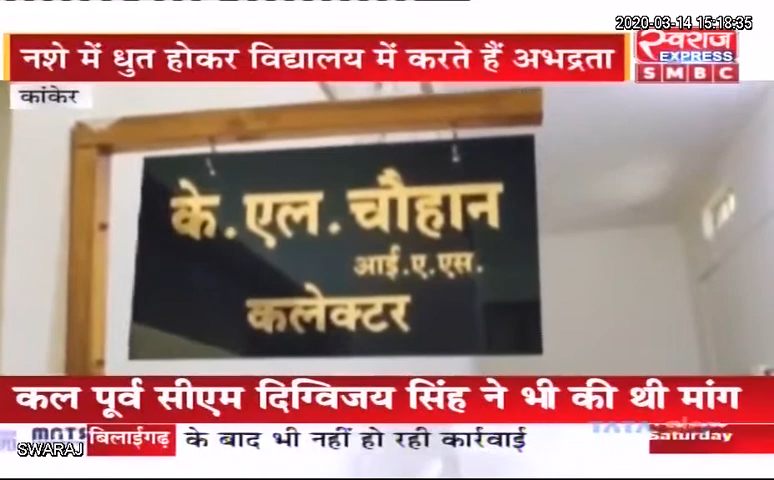 2020-03-14 15:18:35
नशे में धुत होकर विद्यालय में करते हैं अभद्रता
स्वराज
EXPRESS
SMBC
कांकेर
के.एल.चौहान
आई.ए.एस.
कलेक्टर
कल पूर्व सीएम दिग्विजय सिंह ने भी की थी मांग
बिलाईगढ़ के बाद भी नहीं हो रही कार्रवाई
Saturday
SWARAJ